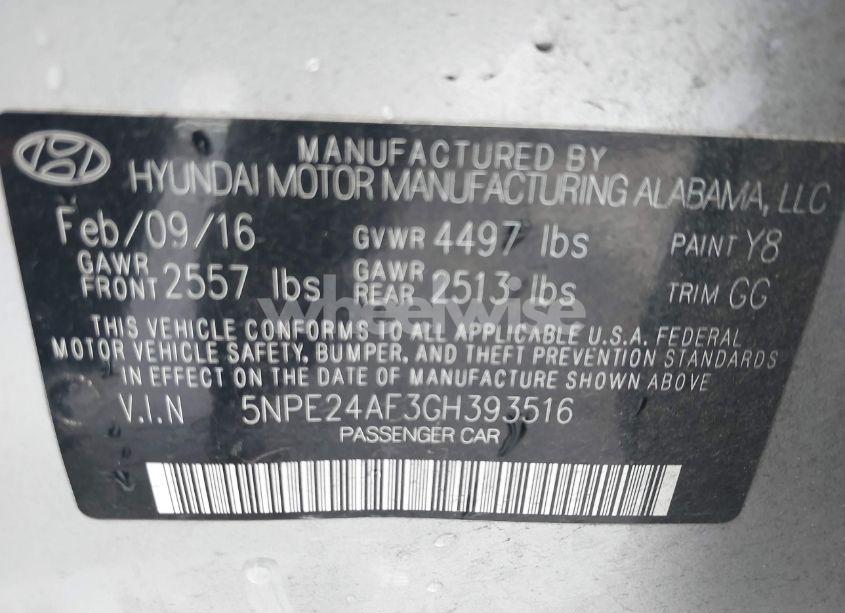 MANUFACTURED BY
HYUNDAI MOTOR MANUFACTURING ALABAMA, LLC
Feb/09/16 GVWR 4497 lbs PAINT Y8
GAWR FRONT 2557 lbs GAWR REAR 2513 lbs TRIM GG
wheelwise
THIS VEHICLE CONFORMS TO ALL APPLICABLE U.S.A. FEDERAL
MOTOR VEHICLE SAFETY, BUMPER, AND THEFT PREVENTION STANDARDS
IN EFFECT ON THE DATE OF MANUFACTURE SHOWN ABOVE
V.I.N 5NPE24AF3GH393516
PASSENGER CAR